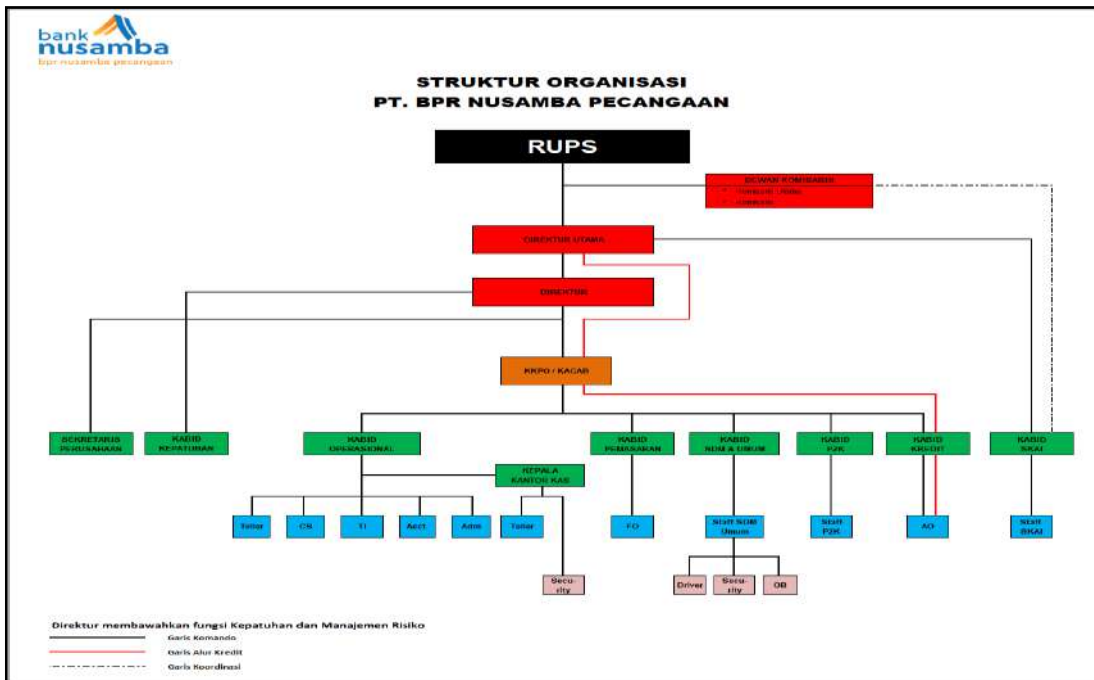 bank
nusamba
bpr nusamba pecangaan
STRUKTUR ORGANISASI
PT. BPR NUSAMBA PECANGAAN
RUPS
DEWAN KOMISARIS
DIREKTUR UTAMA
DIREKTUR
KKPO / KACAB
SEKRETARIS
PERUSAHAAN
KABID
KEPATUHAN
KABID
OPERASIONAL
KABID
PEMASARAN
KABID
SDM & UMUM
KABID
P2K
KABID
KREDIT
KABID
SKAI
KEPALA
KANTOR KAS
Teller
CS
TI
Acct
Adm
Teller
FO
Staff SDM
Umum
Staff
P2K
AO
Staff
SKAI
Secu-
rity
Driver
Secu-
rity
OB
Direktur membawahkan fungsi Kepatuhan dan Manajemen Risiko
Garis Komando
Garis Alur Kredit
Garis Koordinasi